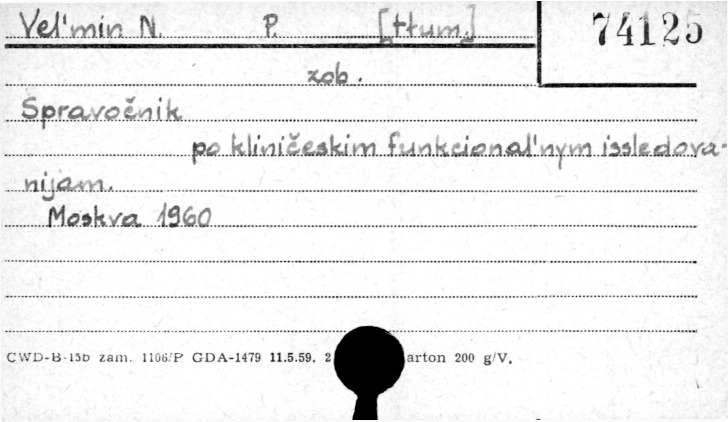 Vel'min N. P. [tłum.] 74125
zob.
Spravočnik
po kliničeskim funkcional'nym issledova-
nijam.
Moskva 1960
CWD-B-15b zam. 1106/P GDA-1479 11.5.59. 2 arton 200 g/V.